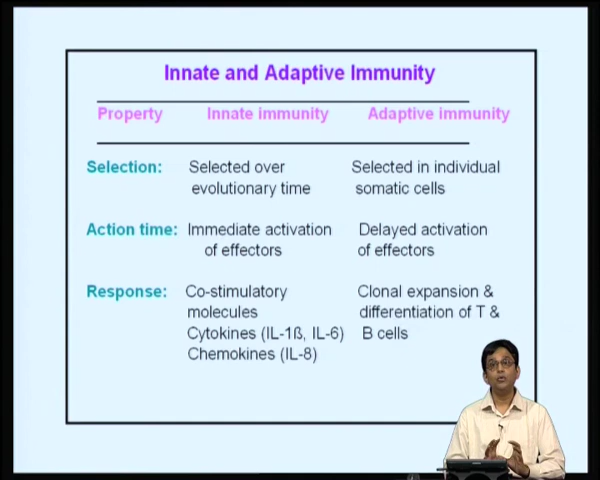 Innate and Adaptive Immunity
Property Innate immunity Adaptive immunity
Selection: Selected over Selected in individual
evolutionary time somatic cells
Action time: Immediate activation Delayed activation
of effectors of effectors
Response: Co-stimulatory Clonal expansion &
molecules differentiation of T &
Cytokines (IL-1ß, IL-6) B cells
Chemokines (IL-8)